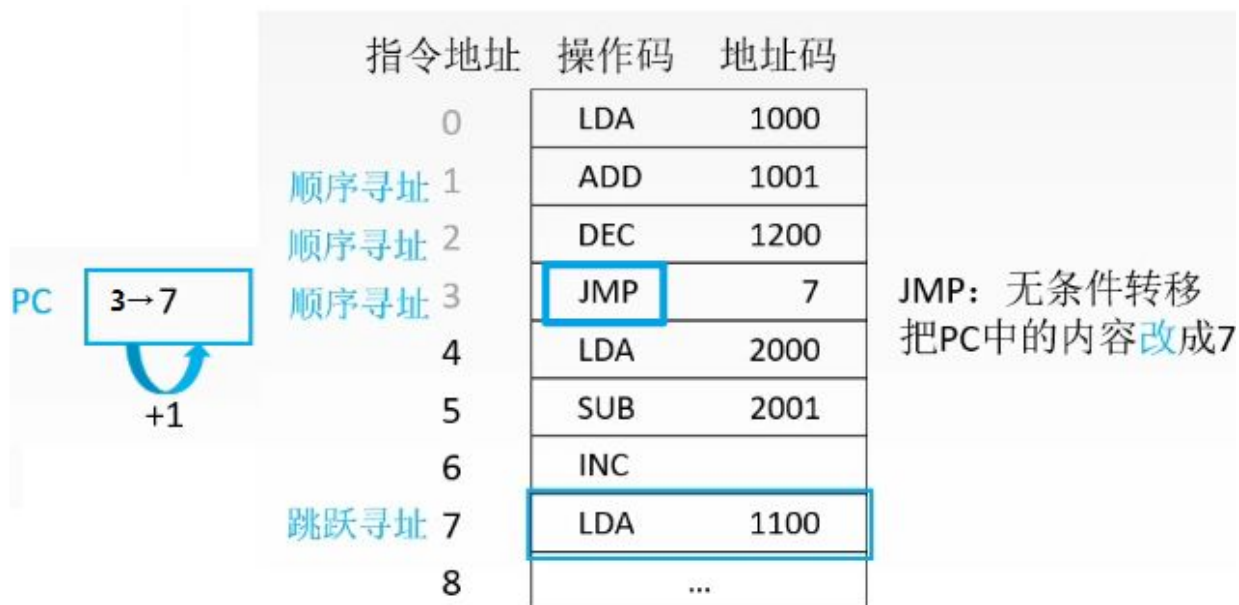 指令地址 操作码 地址码
0 LDA 1000
顺序寻址 1 ADD 1001
顺序寻址 2 DEC 1200
PC 3→7 顺序寻址 3 JMP 7
JMP：无条件转移
把PC中的内容改成7
4 LDA 2000
+1
5 SUB 2001
6 INC
跳跃寻址 7 LDA 1100
8 ...